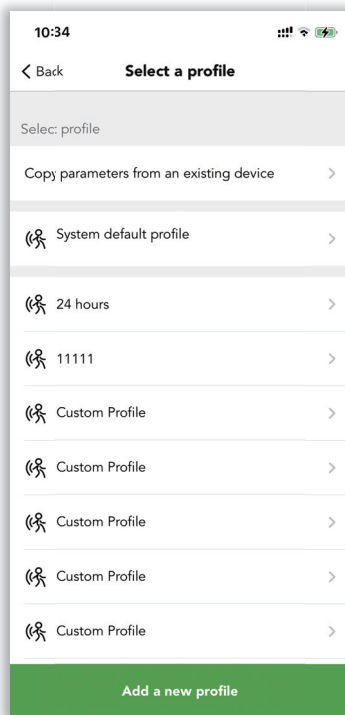 10:34
Back
Select a profile
Selec: profile
Copy parameters from an existing device
System default profile
24 hours
11111
Custom Profile
Custom Profile
Custom Profile
Custom Profile
Custom Profile
Add a new profile